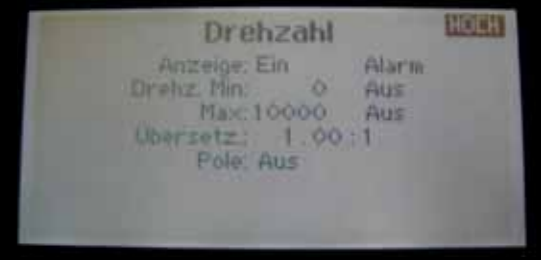 Drehzahl HOCH
Anzeige: Ein Alarm
Drehz. Min: 0 Aus
Max: 10000 Aus
Übersetz.: 1.00:1
Pole: Aus